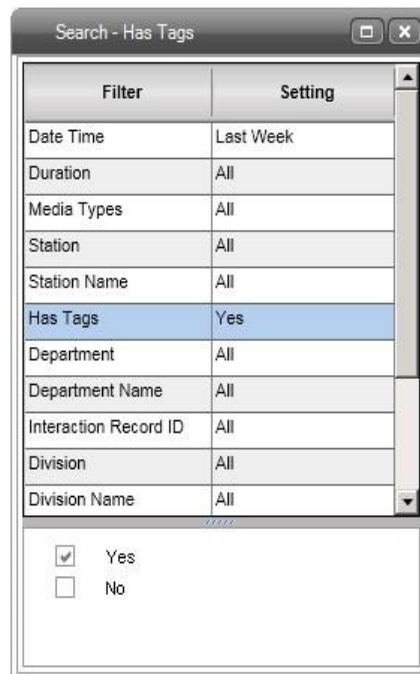 Search - Has Tags
Filter Setting
Date Time Last Week
Duration All
Media Types All
Station All
Station Name All
Has Tags Yes
Department All
Department Name All
Interaction Record ID All
Division All
Division Name All
Yes
No